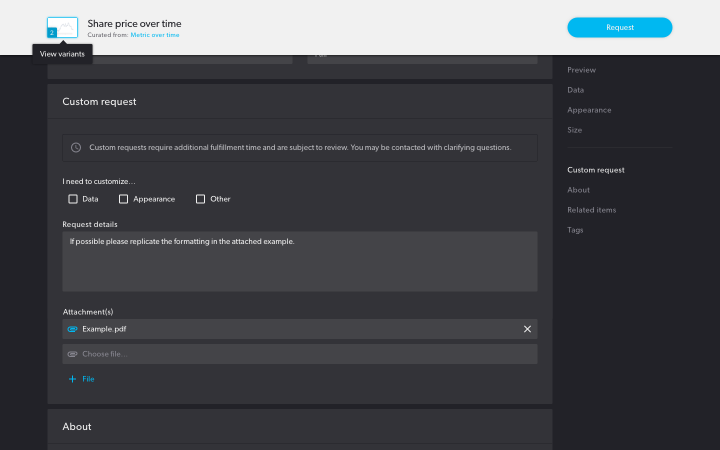 Share price over time
Curated from: Metric over time
2
Request
View variants
Preview
Data
Appearance
Size
Custom request
About
Related items
Tags
Custom request
Custom requests require additional fulfillment time and are subject to review. You may be contacted with clarifying questions.
I need to customize...
Data
Appearance
Other
Request details
If possible please replicate the formatting in the attached example.
Attachment(s)
Example.pdf
Choose file...
File
About